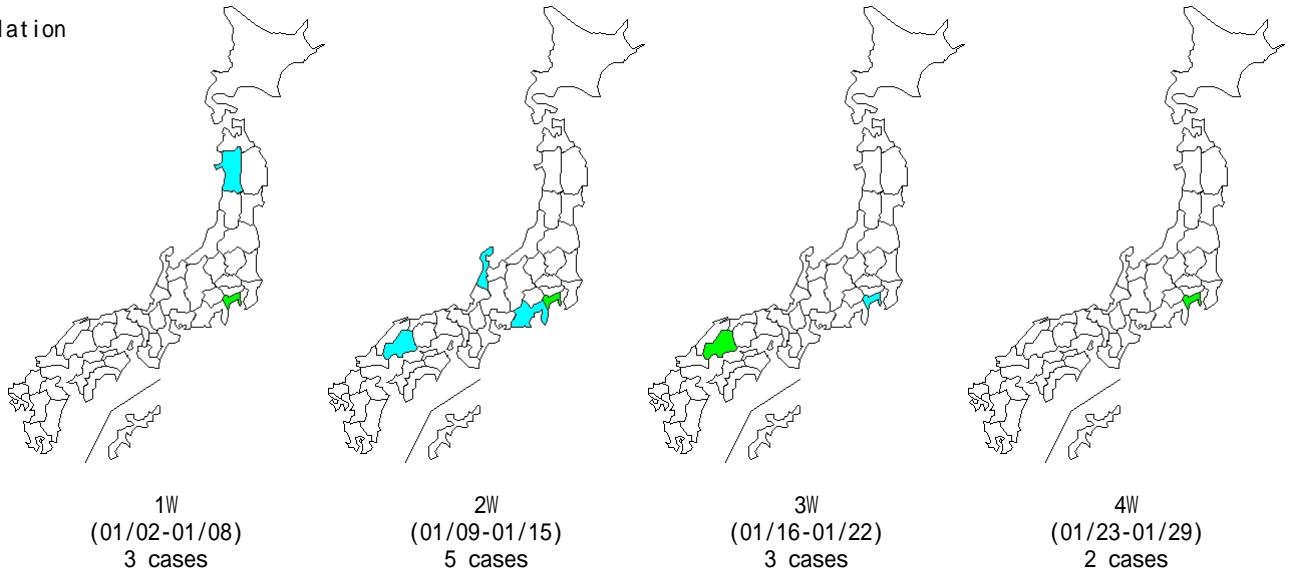 lation
1W
(01/02-01/08)
3 cases
2W
(01/09-01/15)
5 cases
3W
(01/16-01/22)
3 cases
4W
(01/23-01/29)
2 cases